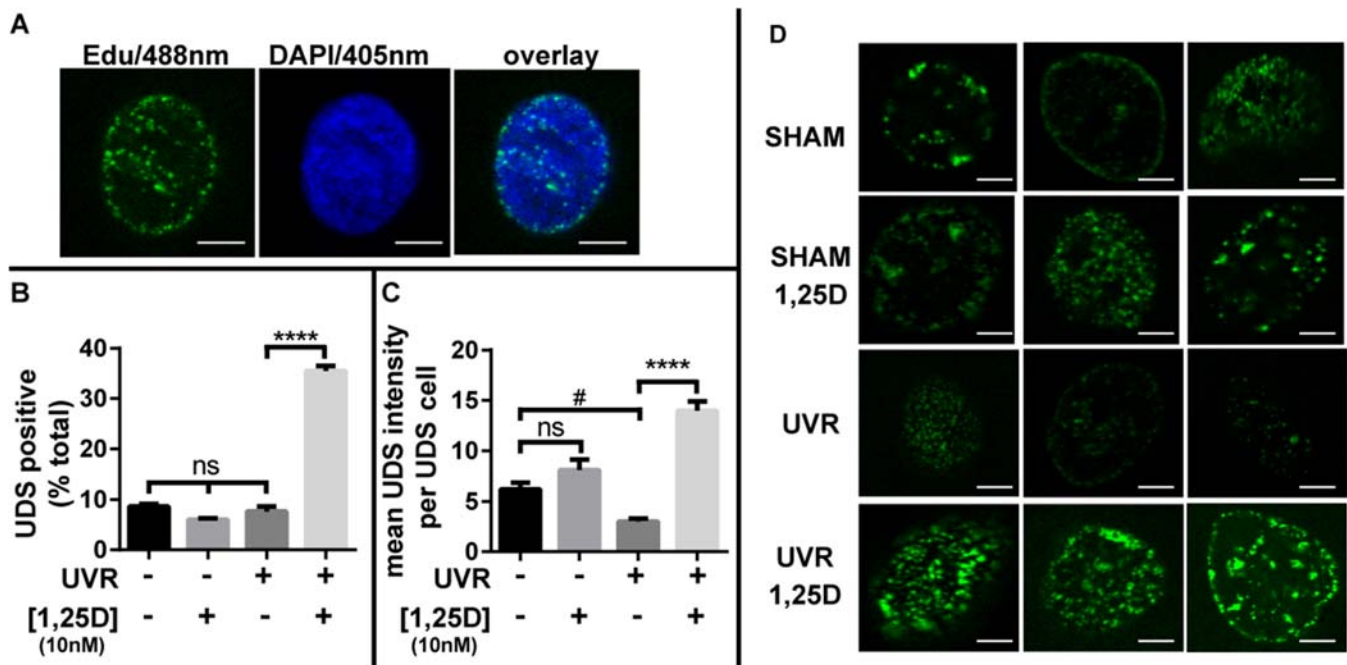 A
Edu/488nm DAPI/405nm overlay
B
UDS positive
(% total)
40
30
20
10
0
ns
****
UVR - - + +
[1,25D] - + - +
(10nM)
C
mean UDS intensity
per UDS cell
20
15
10
5
0
ns
#
****
UVR - - + +
[1,25D] - + - +
(10nM)
D
SHAM
SHAM
1,25D
UVR
UVR
1,25D